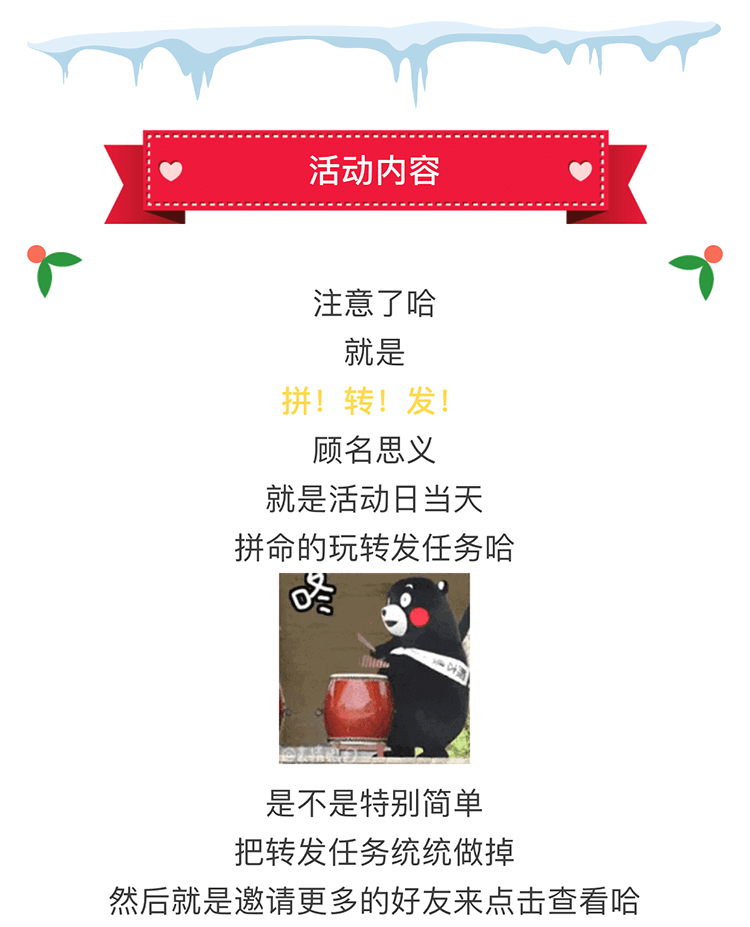 活动内容
注意了哈
就是
拼！转！发！
顾名思义
就是活动日当天
拼命的玩转发任务哈
咚
是不是特别简单
把转发任务统统做掉
然后就是邀请更多的好友来点击查看哈